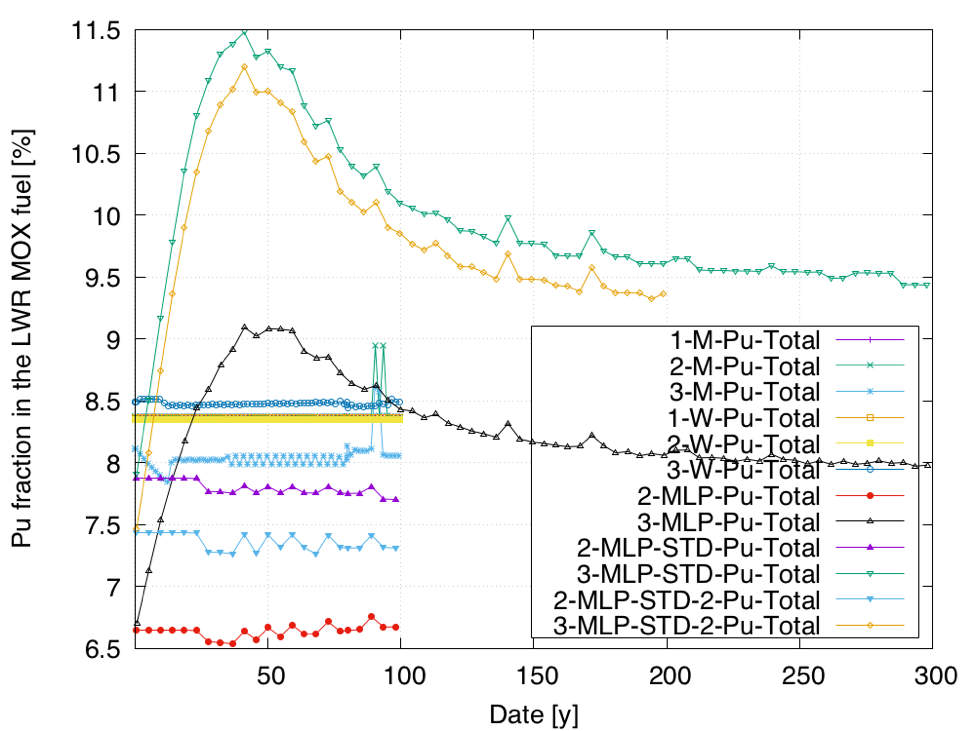 Pu fraction in the LWR MOX fuel [%]
11.5
11
10.5
10
9.5
9
8.5
8
7.5
7
6.5
1-M-Pu-Total
2-M-Pu-Total
3-M-Pu-Total
1-W-Pu-Total
2-W-Pu-Total
3-W-Pu-Total
2-MLP-Pu-Total
3-MLP-Pu-Total
2-MLP-STD-Pu-Total
3-MLP-STD-Pu-Total
2-MLP-STD-2-Pu-Total
3-MLP-STD-2-Pu-Total
50 100 150 200 250 300
Date [y]